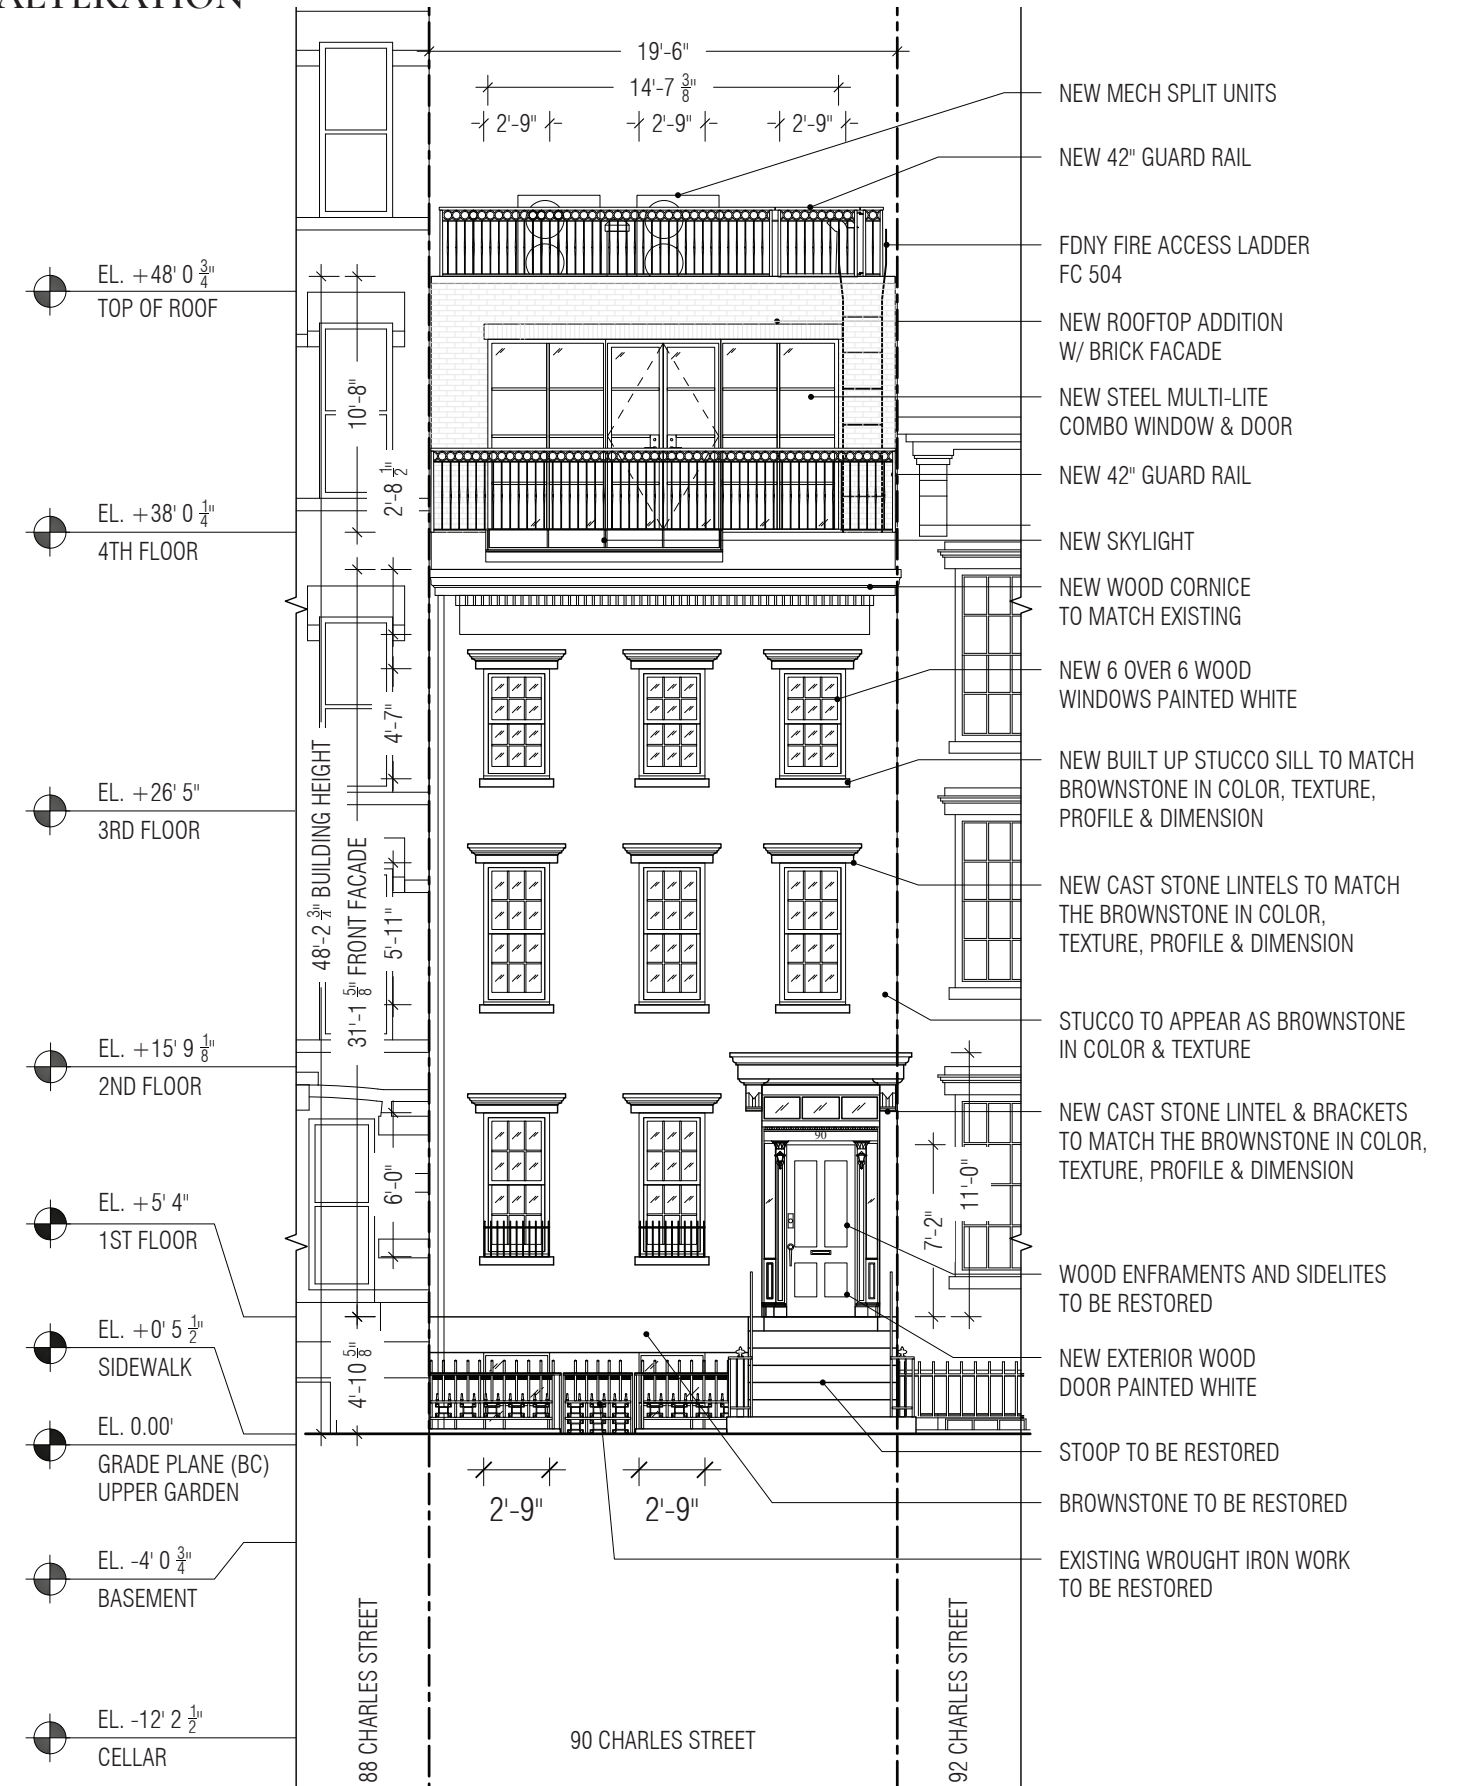 ALTERATION
19'-6"
14'-7 3/8"
2'-9" 2'-9" 2'-9"
NEW MECH SPLIT UNITS
NEW 42" GUARD RAIL
FDNY FIRE ACCESS LADDER
FC 504
NEW ROOFTOP ADDITION
W/ BRICK FACADE
NEW STEEL MULTI-LITE
COMBO WINDOW & DOOR
NEW 42" GUARD RAIL
NEW SKYLIGHT
NEW WOOD CORNICE
TO MATCH EXISTING
NEW 6 OVER 6 WOOD
WINDOWS PAINTED WHITE
NEW BUILT UP STUCCO SILL TO MATCH
BROWNSTONE IN COLOR, TEXTURE,
PROFILE & DIMENSION
NEW CAST STONE LINTELS TO MATCH
THE BROWNSTONE IN COLOR,
TEXTURE, PROFILE & DIMENSION
STUCCO TO APPEAR AS BROWNSTONE
IN COLOR & TEXTURE
NEW CAST STONE LINTEL & BRACKETS
TO MATCH THE BROWNSTONE IN COLOR,
TEXTURE, PROFILE & DIMENSION
WOOD ENFRAMENTS AND SIDELITES
TO BE RESTORED
NEW EXTERIOR WOOD
DOOR PAINTED WHITE
STOOP TO BE RESTORED
BROWNSTONE TO BE RESTORED
EXISTING WROUGHT IRON WORK
TO BE RESTORED
EL. +48' 0 3/4"
TOP OF ROOF
EL. +38' 0 1/4"
4TH FLOOR
EL. +26' 5"
3RD FLOOR
EL. +15' 9 1/8"
2ND FLOOR
EL. +5' 4"
1ST FLOOR
EL. +0' 5 1/2"
SIDEWALK
EL. 0.00'
GRADE PLANE (BC)
UPPER GARDEN
EL. -4' 0 3/4"
BASEMENT
EL. -12' 2 1/2"
CELLAR
10'-8"
2'-8 1/2"
4'-7"
48'-2 3/4" BUILDING HEIGHT
31'-1 5/8" FRONT FACADE
5'-11"
6'-0"
4'-10 5/8"
90
7'-2"
11'-0"
2'-9" 2'-9"
88 CHARLES STREET
90 CHARLES STREET
92 CHARLES STREET